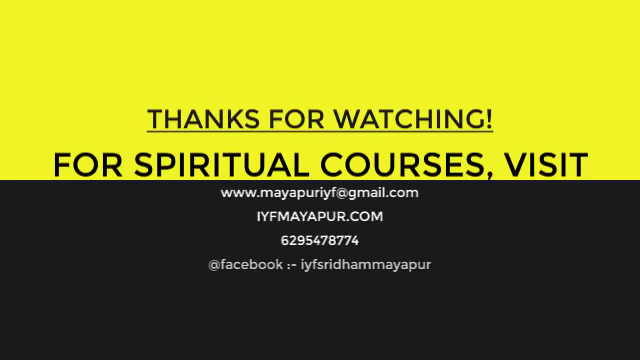 THANKS FOR WATCHING!
FOR SPIRITUAL COURSES, VISIT
www.mayapuriyf@gmail.com
IYFMAYAPUR.COM
6295478774
@facebook :- iyfsridhammayapur